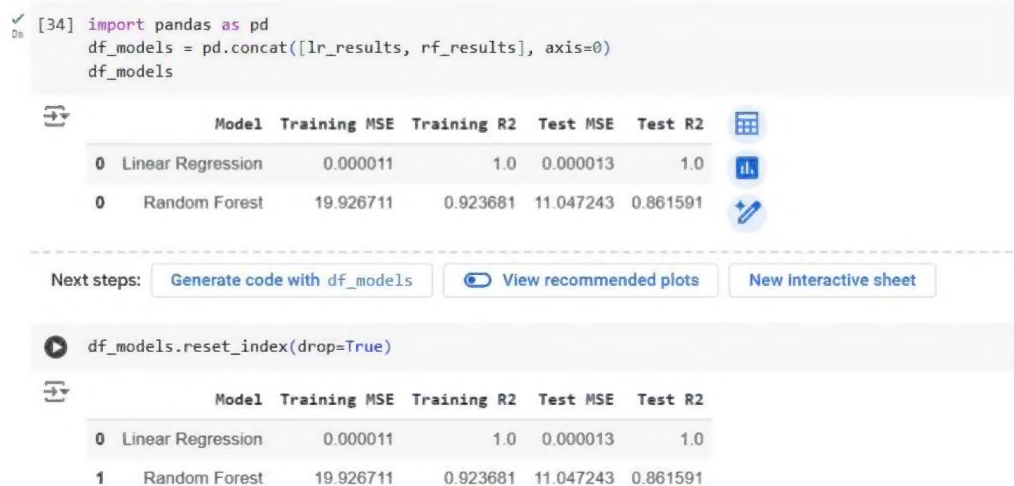 [34] import pandas as pd
df_models = pd.concat([lr_results, rf_results], axis=0)
df_models
0s
Model Training MSE Training R2 Test MSE Test R2
0 Linear Regression 0.000011 1.0 0.000013 1.0
0 Random Forest 19.926711 0.923681 11.047243 0.861591
Next steps: Generate code with df_models View recommended plots New interactive sheet
df_models.reset_index(drop=True)
Model Training MSE Training R2 Test MSE Test R2
0 Linear Regression 0.000011 1.0 0.000013 1.0
1 Random Forest 19.926711 0.923681 11.047243 0.861591